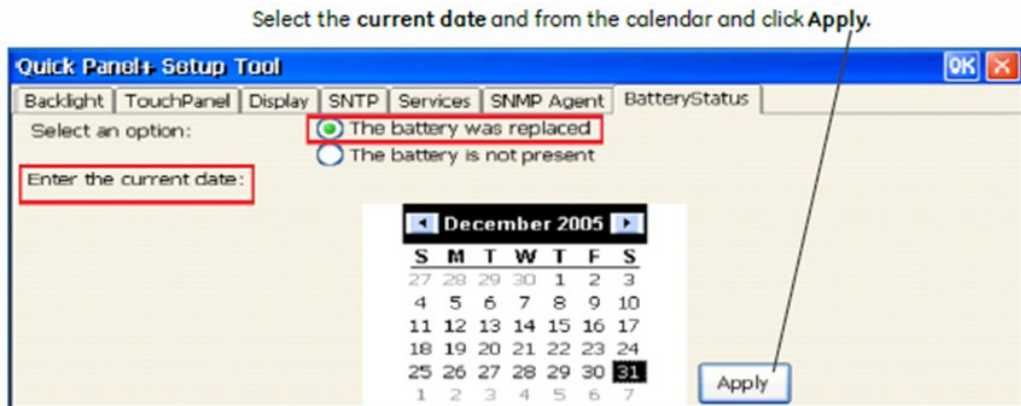 Select the current date and from the calendar and click Apply.
Quick Panel+ Setup Tool OK
Backlight TouchPanel Display SNTP Services SNMP Agent BatteryStatus
Select an option: The battery was replaced
The battery is not present
Enter the current date:
December 2005
S M T W T F S
27 28 29 30 1 2 3
4 5 6 7 8 9 10
11 12 13 14 15 16 17
18 19 20 21 22 23 24
25 26 27 28 29 30 31
1 2 3 4 5 6 7
Apply